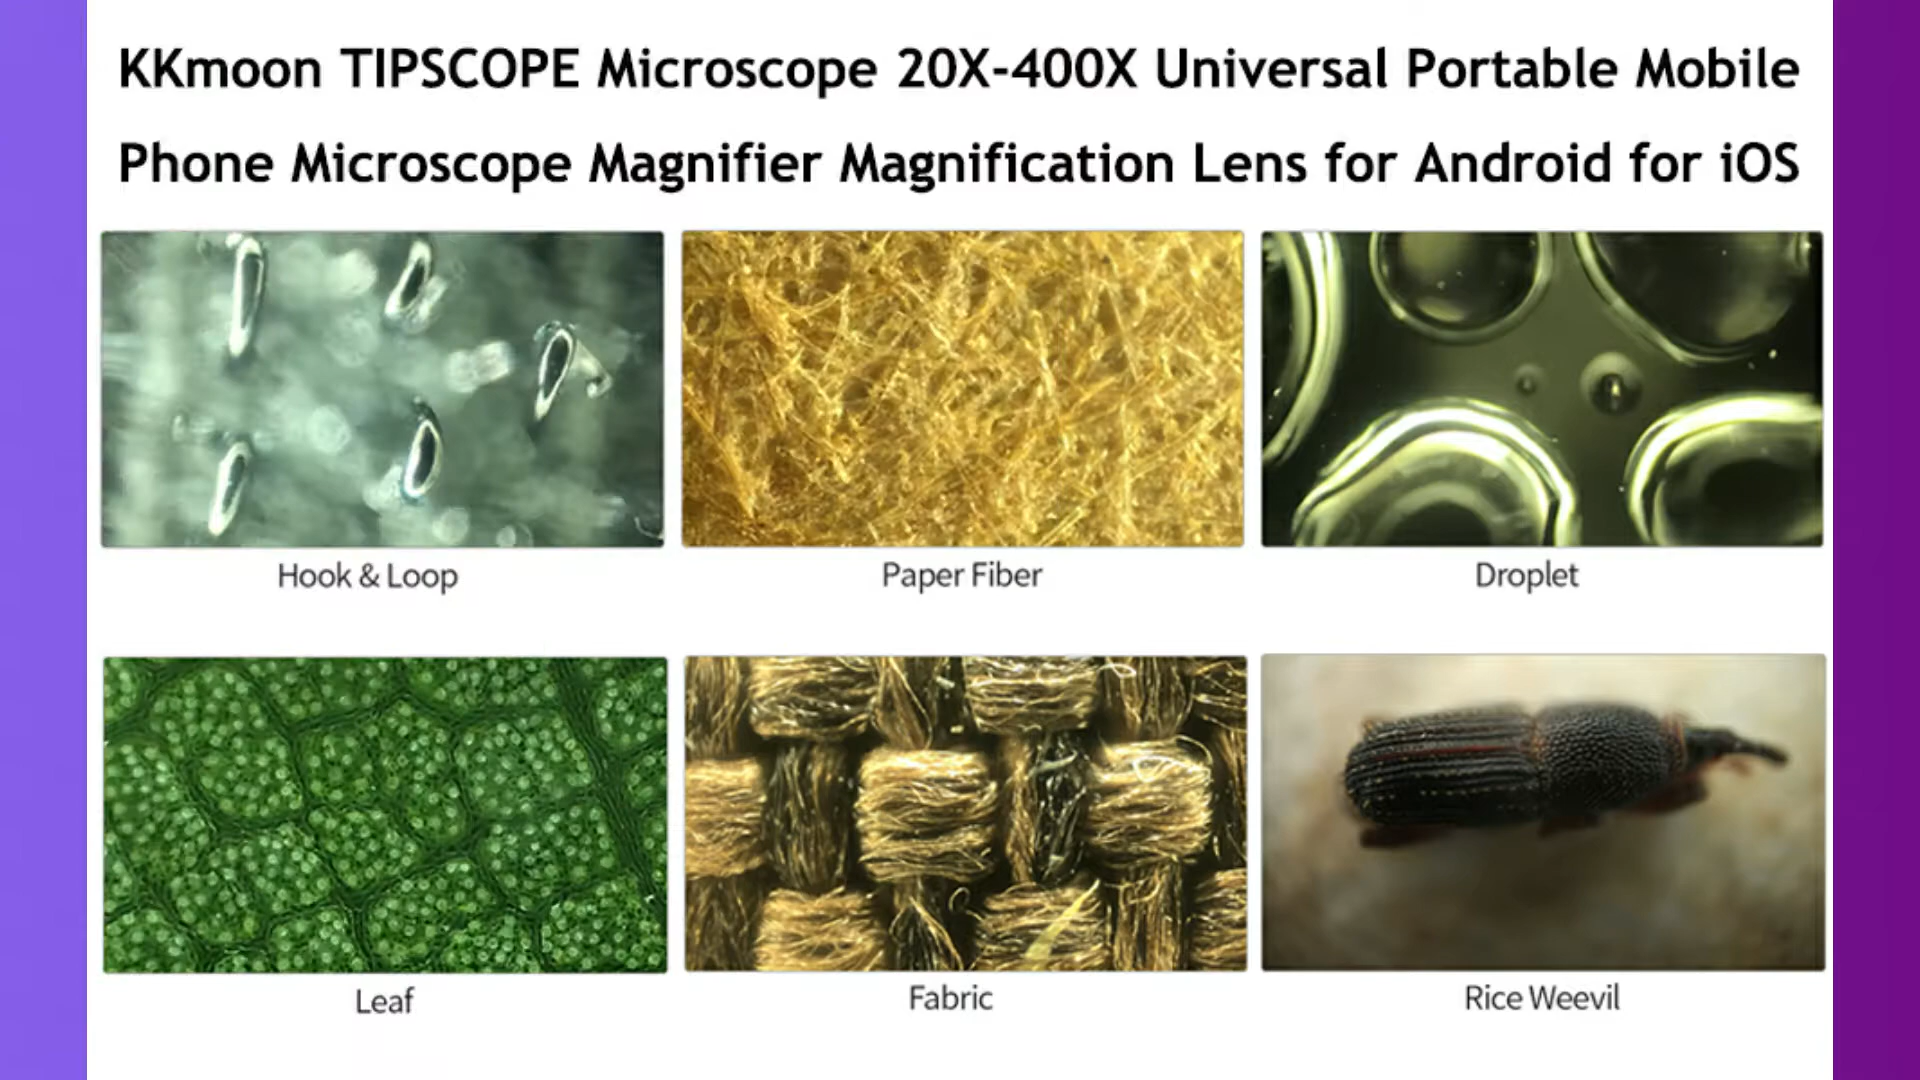 KKmoon TIPSCOPE Microscope 20X-400X Universal Portable Mobile
Phone Microscope Magnifier Magnification Lens for Android for iOS
Hook & Loop
Paper Fiber
Droplet
Leaf
Fabric
Rice Weevil